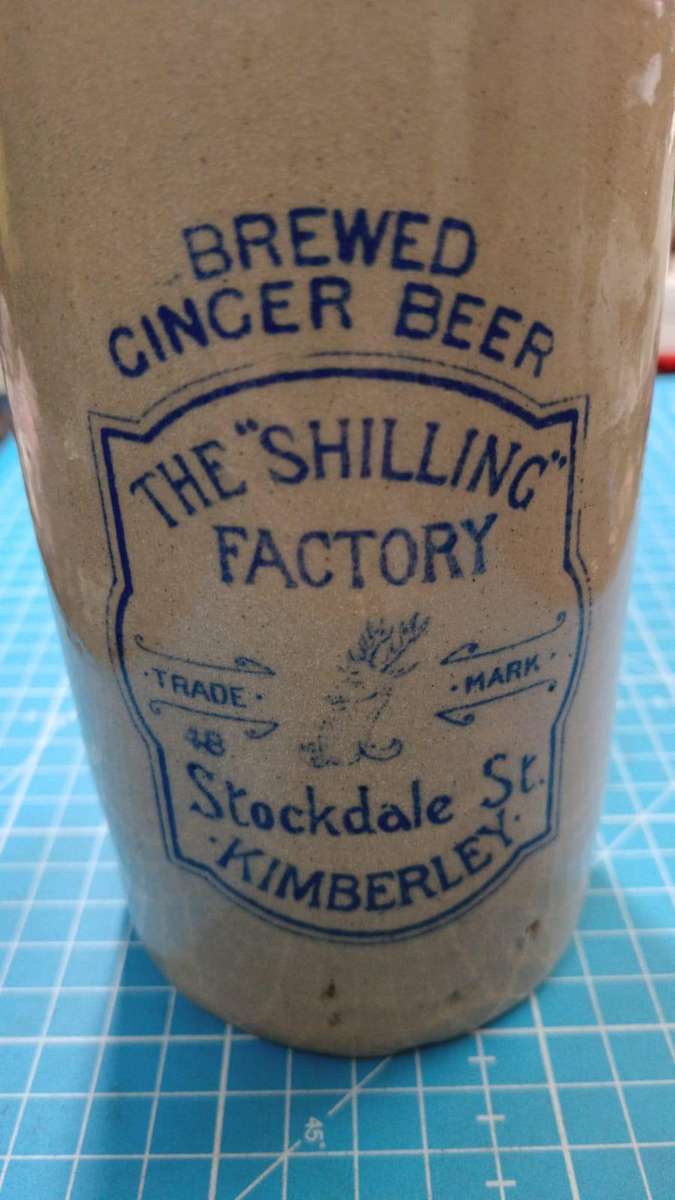 BREWED
GINGER BEER
THE "SHILLING"
FACTORY
·TRADE· ·MARK·
48
Stockdale St.
·KIMBERLEY·
45°